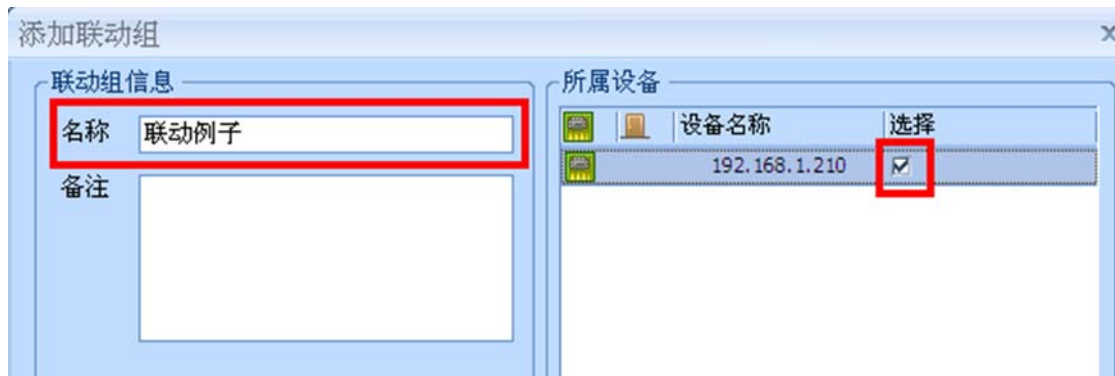 添加联动组
联动组信息
名称 联动例子
备注
所属设备
设备名称 选择
192.168.1.210